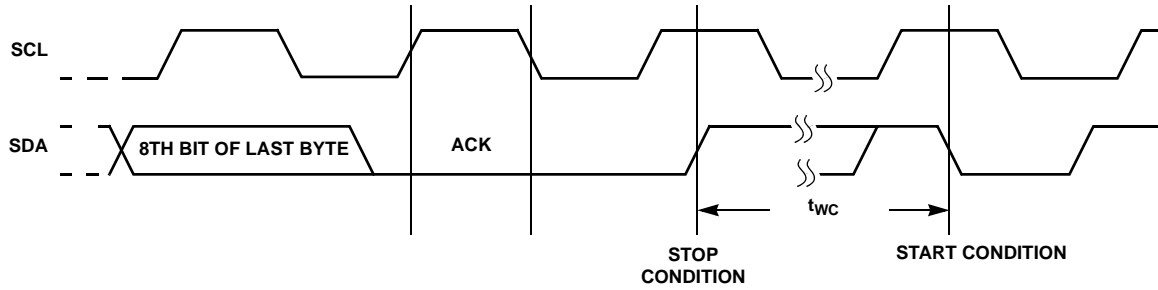 SCL
SDA
8TH BIT OF LAST BYTE
ACK
tWC
STOP
CONDITION
START CONDITION